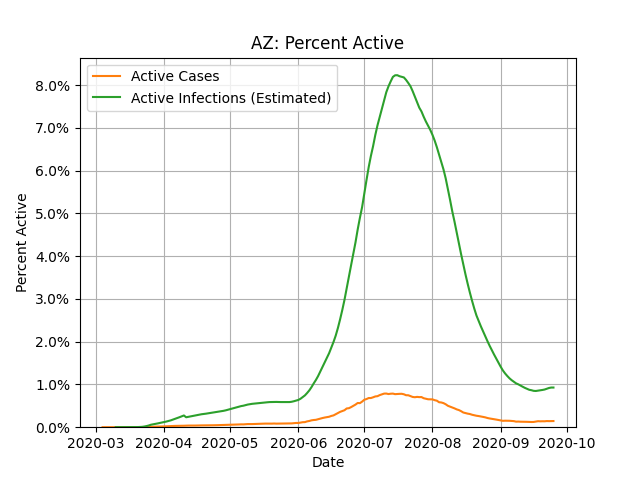 AZ: Percent Active
Active Cases
Active Infections (Estimated)
8.0%
7.0%
6.0%
5.0%
4.0%
3.0%
2.0%
1.0%
0.0%
Percent Active
2020-03 2020-04 2020-05 2020-06 2020-07 2020-08 2020-09 2020-10
Date